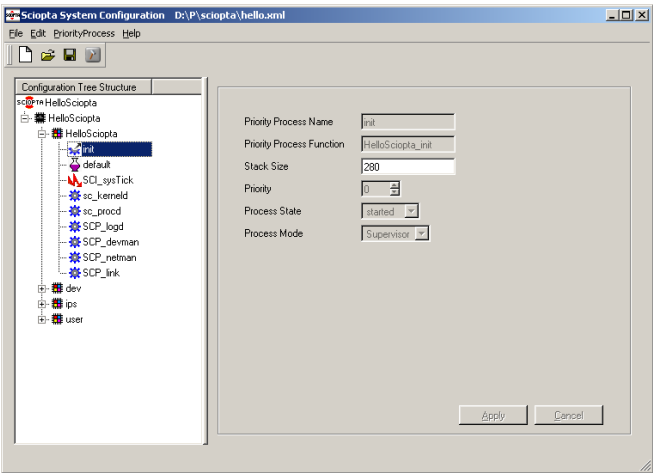 Sciopta System Configuration D:\P\sciopta\hello.xml
File Edit PriorityProcess Help
Configuration Tree Structure
SCIOPTA HelloSciopta
HelloSciopta
HelloSciopta
init
default
SCI_sysTick
sc_kerneld
sc_procd
SCP_logd
SCP_devman
SCP_netman
SCP_link
dev
ips
user
Priority Process Name init
Priority Process Function HelloSciopta_init
Stack Size 280
Priority 0
Process State started
Process Mode Supervisor
Apply Cancel